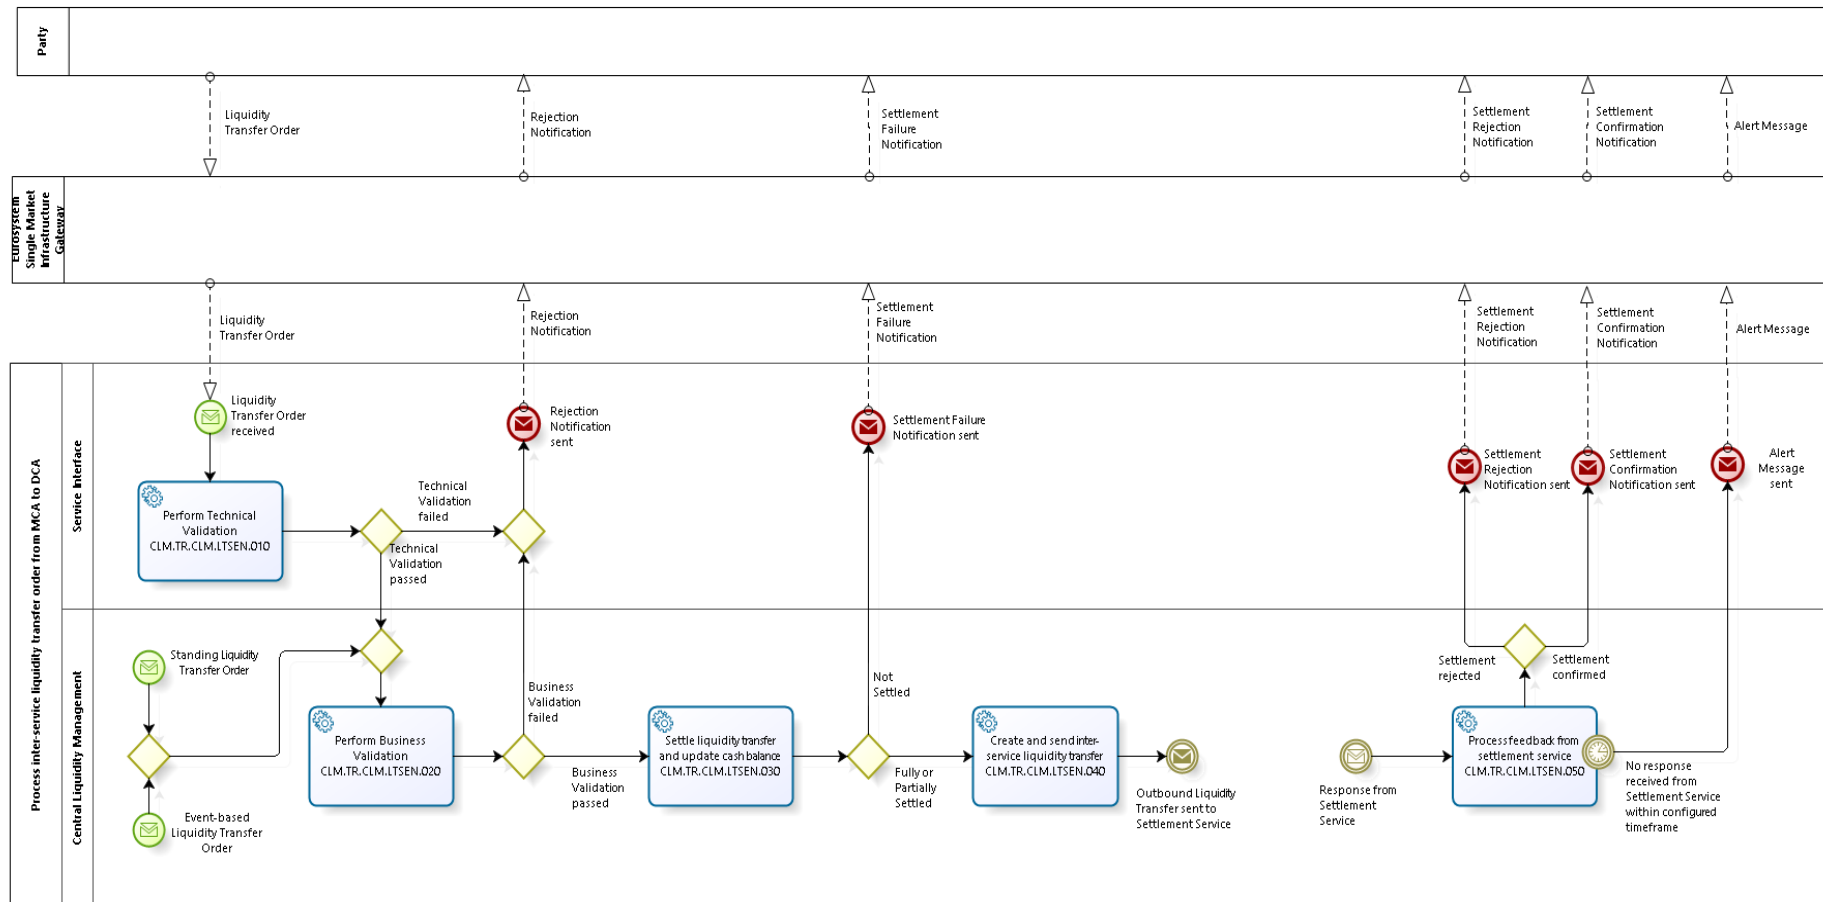 Party
Liquidity
Transfer Order
Rejection
Notification
Settlement
Failure
Notification
Settlement
Rejection
Notification
Settlement
Confirmation
Notification
Alert Message
Eurosystem
Single Market
Infrastructure
Gateway
Liquidity
Transfer Order
Rejection
Notification
Settlement
Failure
Notification
Settlement
Rejection
Notification
Settlement
Confirmation
Notification
Alert Message
Process inter-service liquidity transfer order from MCA to DCA
Service Interface
Liquidity
Transfer Order
received
Rejection
Notification
sent
Settlement Failure
Notification sent
Settlement
Rejection
Notification sent
Settlement
Confirmation
Notification sent
Alert
Message
sent
Perform Technical
Validation
CLM.TR.CLM.LTSEN.010
Technical
Validation
failed
Technical
Validation
passed
Central Liquidity Management
Standing Liquidity
Transfer Order
Event-based
Liquidity Transfer
Order
Perform Business
Validation
CLM.TR.CLM.LTSEN.020
Business
Validation
failed
Business
Validation
passed
Settle liquidity transfer
and update cash balance
CLM.TR.CLM.LTSEN.030
Not
Settled
Fully or
Partially
Settled
Create and send inter-
service liquidity transfer
CLM.TR.CLM.LTSEN.040
Outbound Liquidity
Transfer sent to
Settlement Service
Response from
Settlement
Service
Settlement
rejected
Settlement
confirmed
Process feedback from
settlement service
CLM.TR.CLM.LTSEN.050
No response
received from
Settlement Service
within configured
timeframe